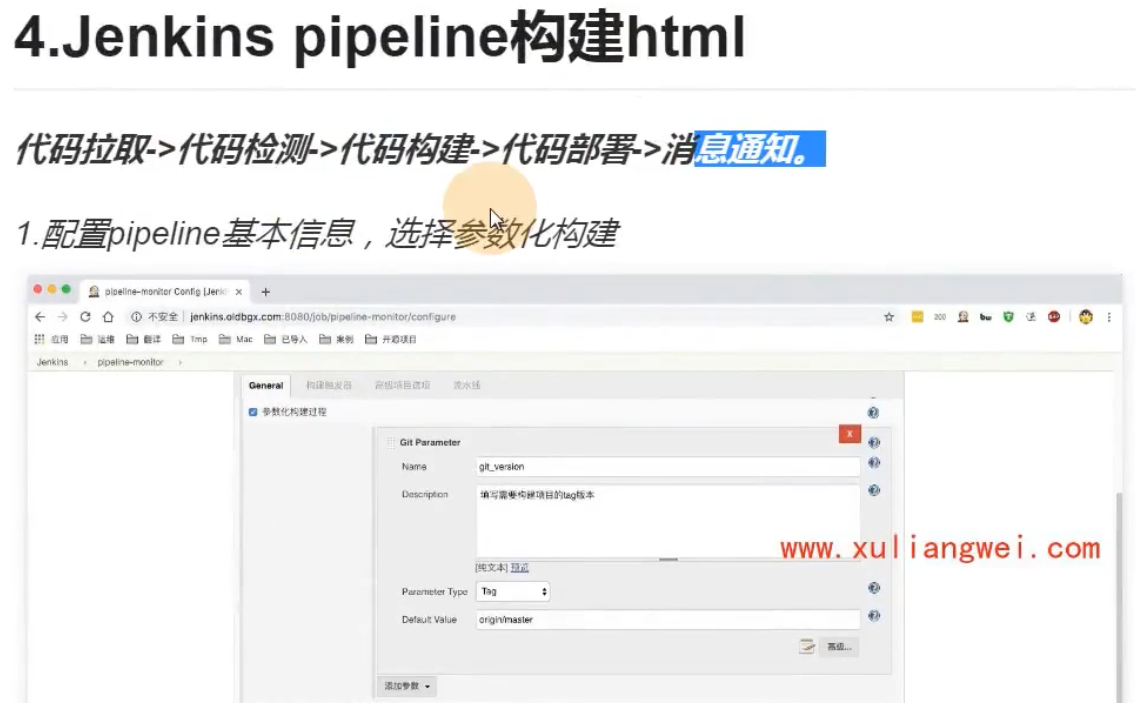 4.Jenkins pipeline构建html
代码拉取->代码检测->代码构建->代码部署->消息通知。
1.配置pipeline基本信息，选择参数化构建
pipeline-monitor Config [Jenki
不安全 jenkins.oldbgx.com:8080/job/pipeline-monitor/configure
200
应用 运维 翻译 Tmp Mac 已导入 案例 开源项目
Jenkins pipeline-monitor
General 构建触发器 高级项目选项 流水线
参数化构建过程
X
Git Parameter
Name git_version
Description 填写需要构建项目的tag版本
www.xuliangwei.com
[纯文本] 预览
Parameter Type Tag
Default Value origin/master
高级...
添加参数